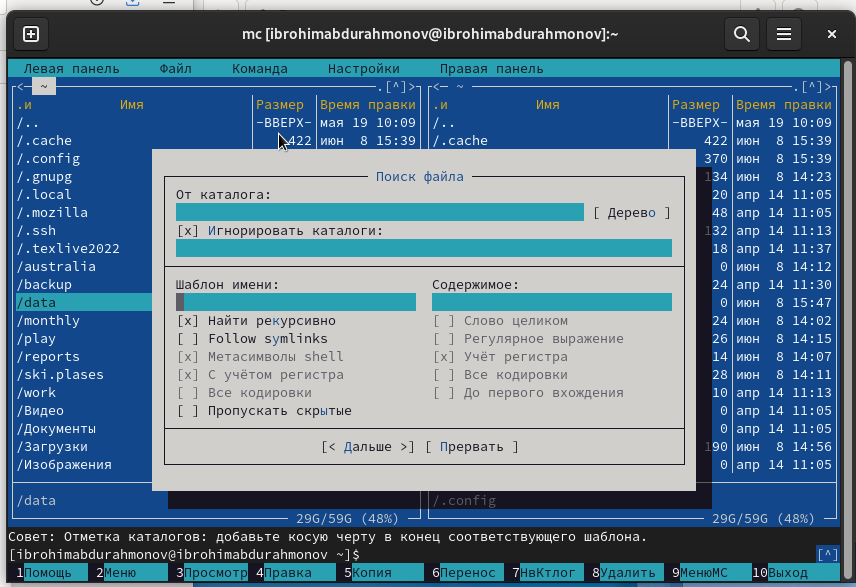 mc [ibrohimabdurahmonov@ibrohimabdurahmonov]:~
Левая панель Файл Команда Настройки Правая панель
<─ ~ .[^]> <─ ~ .[^]>
.и Имя Размер Время правки .и Имя Размер Время правки
/.. -ВВЕРХ- мая 19 10:09 /.. -ВВЕРХ- мая 19 10:09
/.cache 422 июн 8 15:39 /.cache 422 июн 8 15:39
/.config 370 июн 8 15:39
/.gnupg Поиск файла 134 июн 8 14:23
/.local От каталога: 20 апр 14 11:05
/.mozilla [ Дерево ] 48 апр 14 11:05
/.ssh [x] Игнорировать каталоги: 132 апр 14 11:13
/.texlive2022 18 апр 14 11:37
/australia 0 июн 8 14:12
/backup Шаблон имени: Содержимое: 24 апр 14 11:30
/data 0 июн 8 15:47
/monthly [x] Найти рекурсивно [ ] Слово целиком 24 июн 8 14:02
/play [ ] Follow symlinks [ ] Регулярное выражение 26 июн 8 14:15
/reports [x] Метасимволы shell [x] Учёт регистра 14 июн 8 14:07
/ski.plases [x] С учётом регистра [ ] Все кодировки 28 июн 8 14:11
/work [ ] Все кодировки [ ] До первого вхождения 10 апр 14 11:13
/Видео [ ] Пропускать скрытые 0 апр 14 11:05
/Документы 0 апр 14 11:05
/Загрузки [< Дальше >] [ Прервать ] 190 июн 8 14:56
/Изображения 0 апр 14 11:05
/data /.config
29G/59G (48%) 29G/59G (48%)
Совет: Отметка каталогов: добавьте косую черту в конец соответствующего шаблона.
[ibrohimabdurahmonov@ibrohimabdurahmonov ~]$ [^]
1Помощь 2Меню 3Просмотр 4Правка 5Копия 6Перенос 7НвКтлог 8Удалить 9МенюMC 10Выход